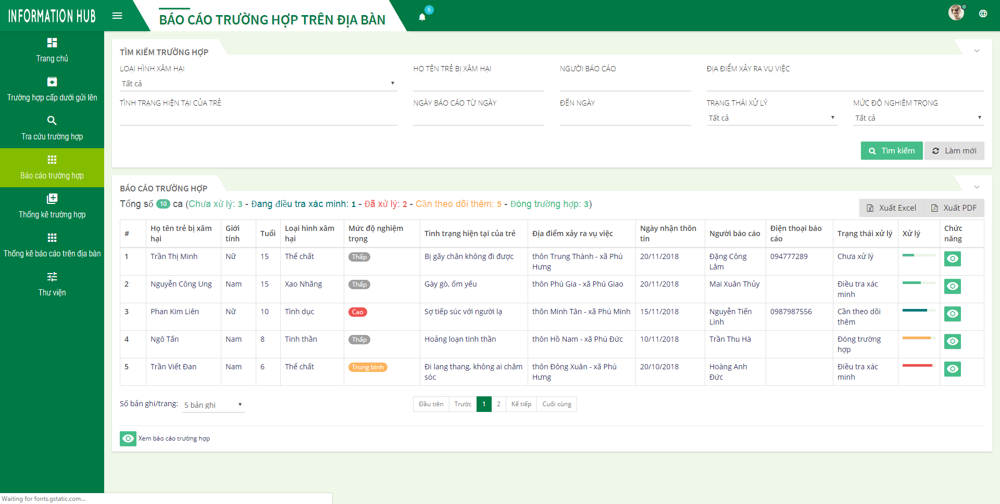 INFORMATION HUB
BÁO CÁO TRƯỜNG HỢP TRÊN ĐỊA BÀN
5
Trang chủ
Trường hợp cấp dưới gửi lên
Tra cứu trường hợp
Báo cáo trường hợp
Thống kê trường hợp
Thống kê báo cáo trên địa bàn
Thư viện
TÌM KIẾM TRƯỜNG HỢP
LOẠI HÌNH XÂM HẠI
HỌ TÊN TRẺ BỊ XÂM HẠI
NGƯỜI BÁO CÁO
ĐỊA ĐIỂM XẢY RA VỤ VIỆC
Tất cả
TÌNH TRẠNG HIỆN TẠI CỦA TRẺ
NGÀY BÁO CÁO TỪ NGÀY
ĐẾN NGÀY
TRẠNG THÁI XỬ LÝ
MỨC ĐỘ NGHIÊM TRỌNG
Tất cả
Tất cả
Tìm kiếm
Làm mới
BÁO CÁO TRƯỜNG HỢP
Tổng số 10 ca (Chưa xử lý: 3 - Đang điều tra xác minh: 1 - Đã xử lý: 2 - Cần theo dõi thêm: 5 - Đóng trường hợp: 3)
Xuất Excel
Xuất PDF
# Họ tên trẻ bị xâm hại Giới tính Tuổi Loại hình xâm hại Mức độ nghiệm trọng Tình trạng hiện tại của trẻ Địa điểm xảy ra vụ việc Ngày nhận thôn tin Người báo cáo Điện thoại báo cáo Trạng thái xử lý Xử lý Chức năng
1 Trần Thị Minh Nữ 15 Thể chất Thấp Bị gãy chân không đi được thôn Trung Thành - xã Phú Hưng 20/11/2018 Đặng Công Lâm 094777289 Chưa xử lý
2 Nguyễn Công Ung Nam 15 Xao Nhãng Thấp Gày gò, ốm yếu thôn Phú Gia - xã Phú Giao 20/11/2018 Mai Xuân Thủy Điều tra xác minh
3 Phan Kim Liên Nữ 10 Tình dục Cao Sợ tiếp súc với người lạ thôn Minh Tân - xã Phú Minh 15/11/2018 Nguyễn Tiến Linh 0987987556 Cần theo dõi thêm
4 Ngô Tấn Nam 8 Tinh thần Thấp Hoảng loạn tinh thần thôn Hồ Nam - xã Phú Đức 10/11/2018 Trần Thu Hà Đóng trường hợp
5 Trần Viết Đan Nam 6 Thể chất Trung bình Đi lang thang, không ai chăm sóc thôn Đông Xuân - xã Phú Hưng 20/10/2018 Hoàng Anh Đức Điều tra xác minh
Số bản ghi/trang: 5 bản ghi
Đầu tiên Trước 1 2 Kế tiếp Cuối cùng
Xem báo cáo trường hợp
Waiting for fonts.gstatic.com...